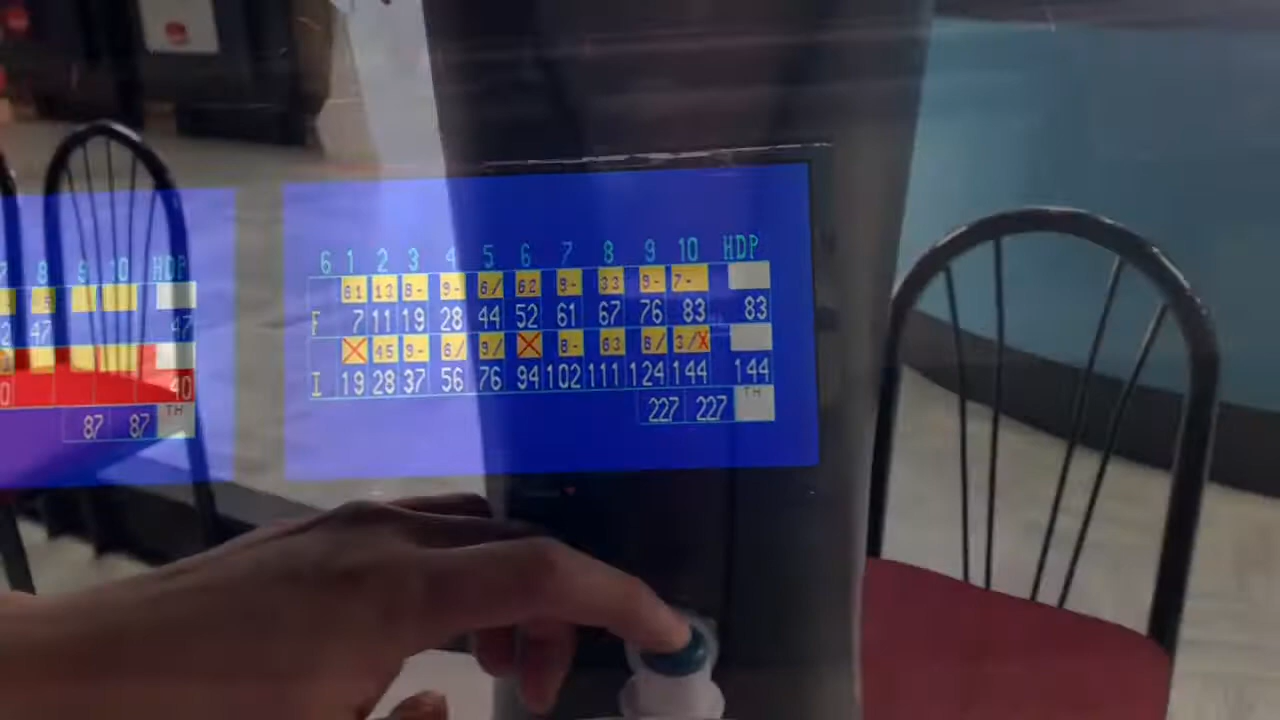 6 1 2 3 4 5 6 7 8 9 10 HDP
61 13 8- 9- 6/ 62 9- 33 9- 7-
F 7 11 19 28 44 52 61 67 76 83 83
X 45 9- 6/ 9/ X 8- 63 8/ 3/X
I 19 28 37 56 76 94 102 111 124 144 144
227 227 TH
8 9 10 HDP
47 47
40
87 87 TH